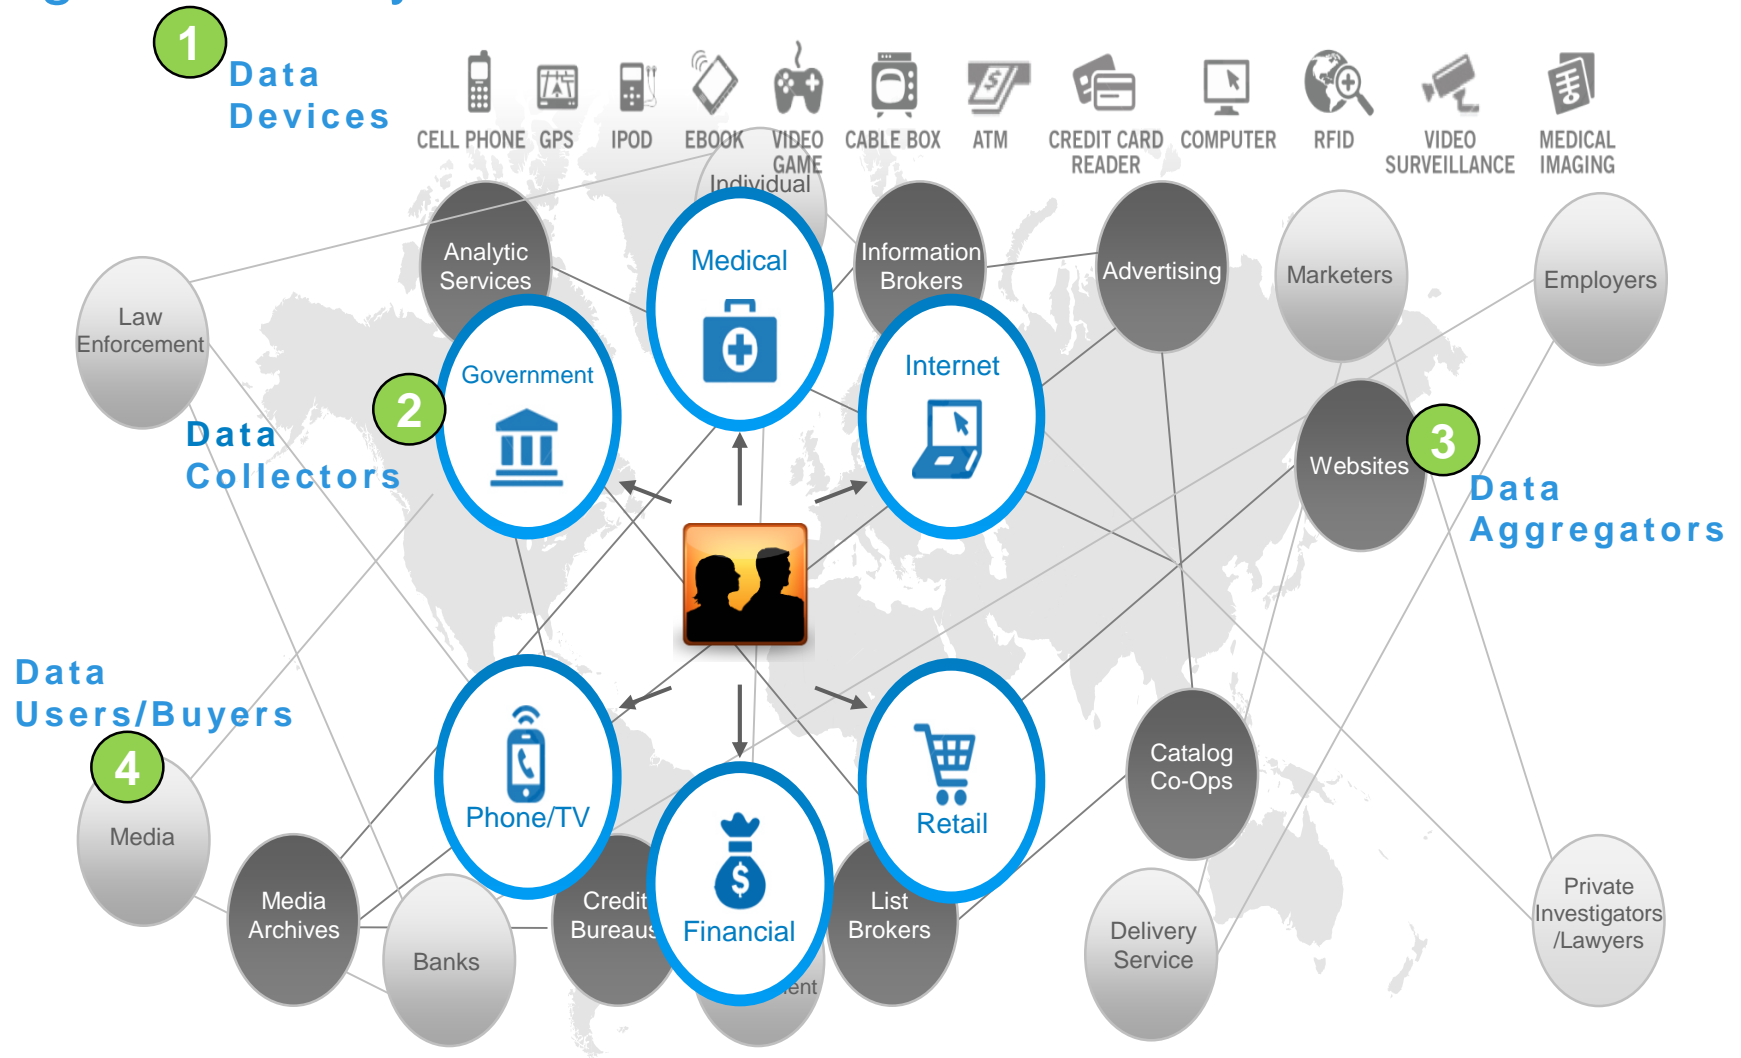 1
Data
Devices
CELL PHONE
GPS
IPOD
EBOOK
VIDEO
GAME
CABLE BOX
ATM
CREDIT CARD
READER
COMPUTER
RFID
VIDEO
SURVEILLANCE
MEDICAL
IMAGING
Individual
Analytic
Services
Medical
Information
Brokers
Advertising
Marketers
Employers
Law
Enforcement
Government
Internet
2
Data
Collectors
Websites
3
Data
Aggregators
Data
Users/Buyers
4
Media
Phone/TV
$
Financial
Retail
Catalog
Co-Ops
Media
Archives
Banks
Credit
Bureaus
List
Brokers
Delivery
Service
Private
Investigators
/Lawyers